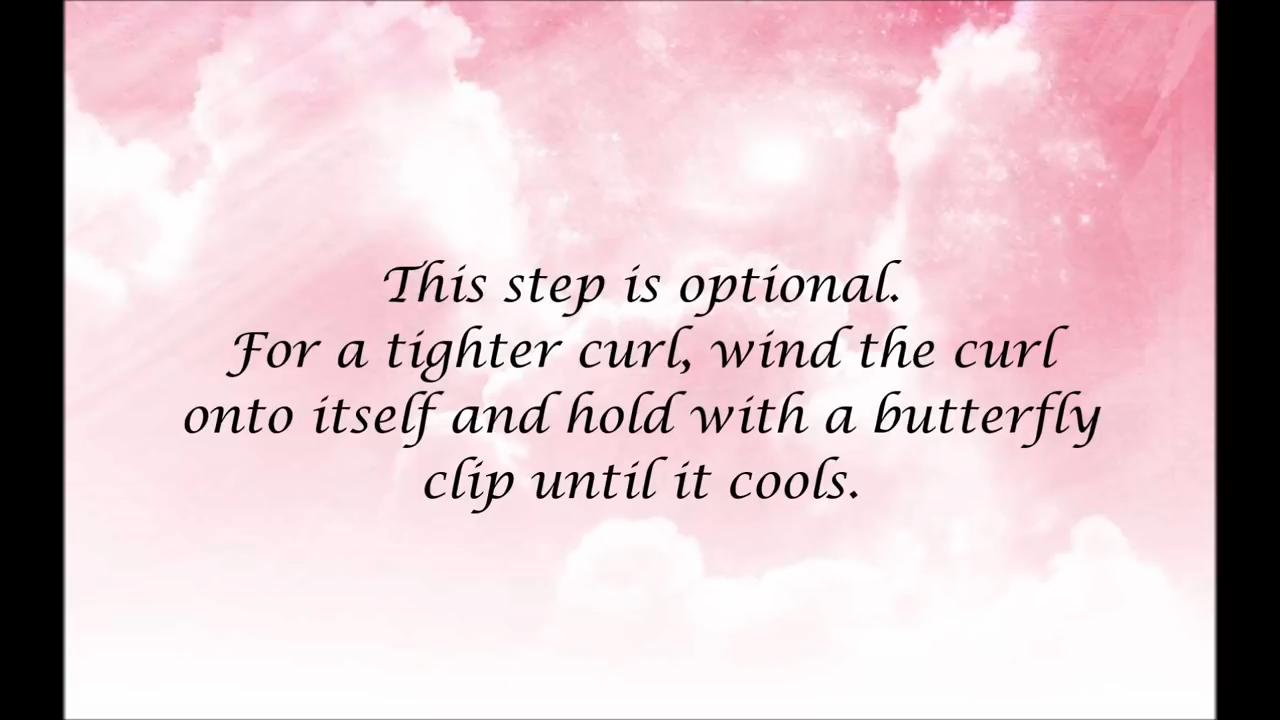 This step is optional.
For a tighter curl, wind the curl
onto itself and hold with a butterfly
clip until it cools.